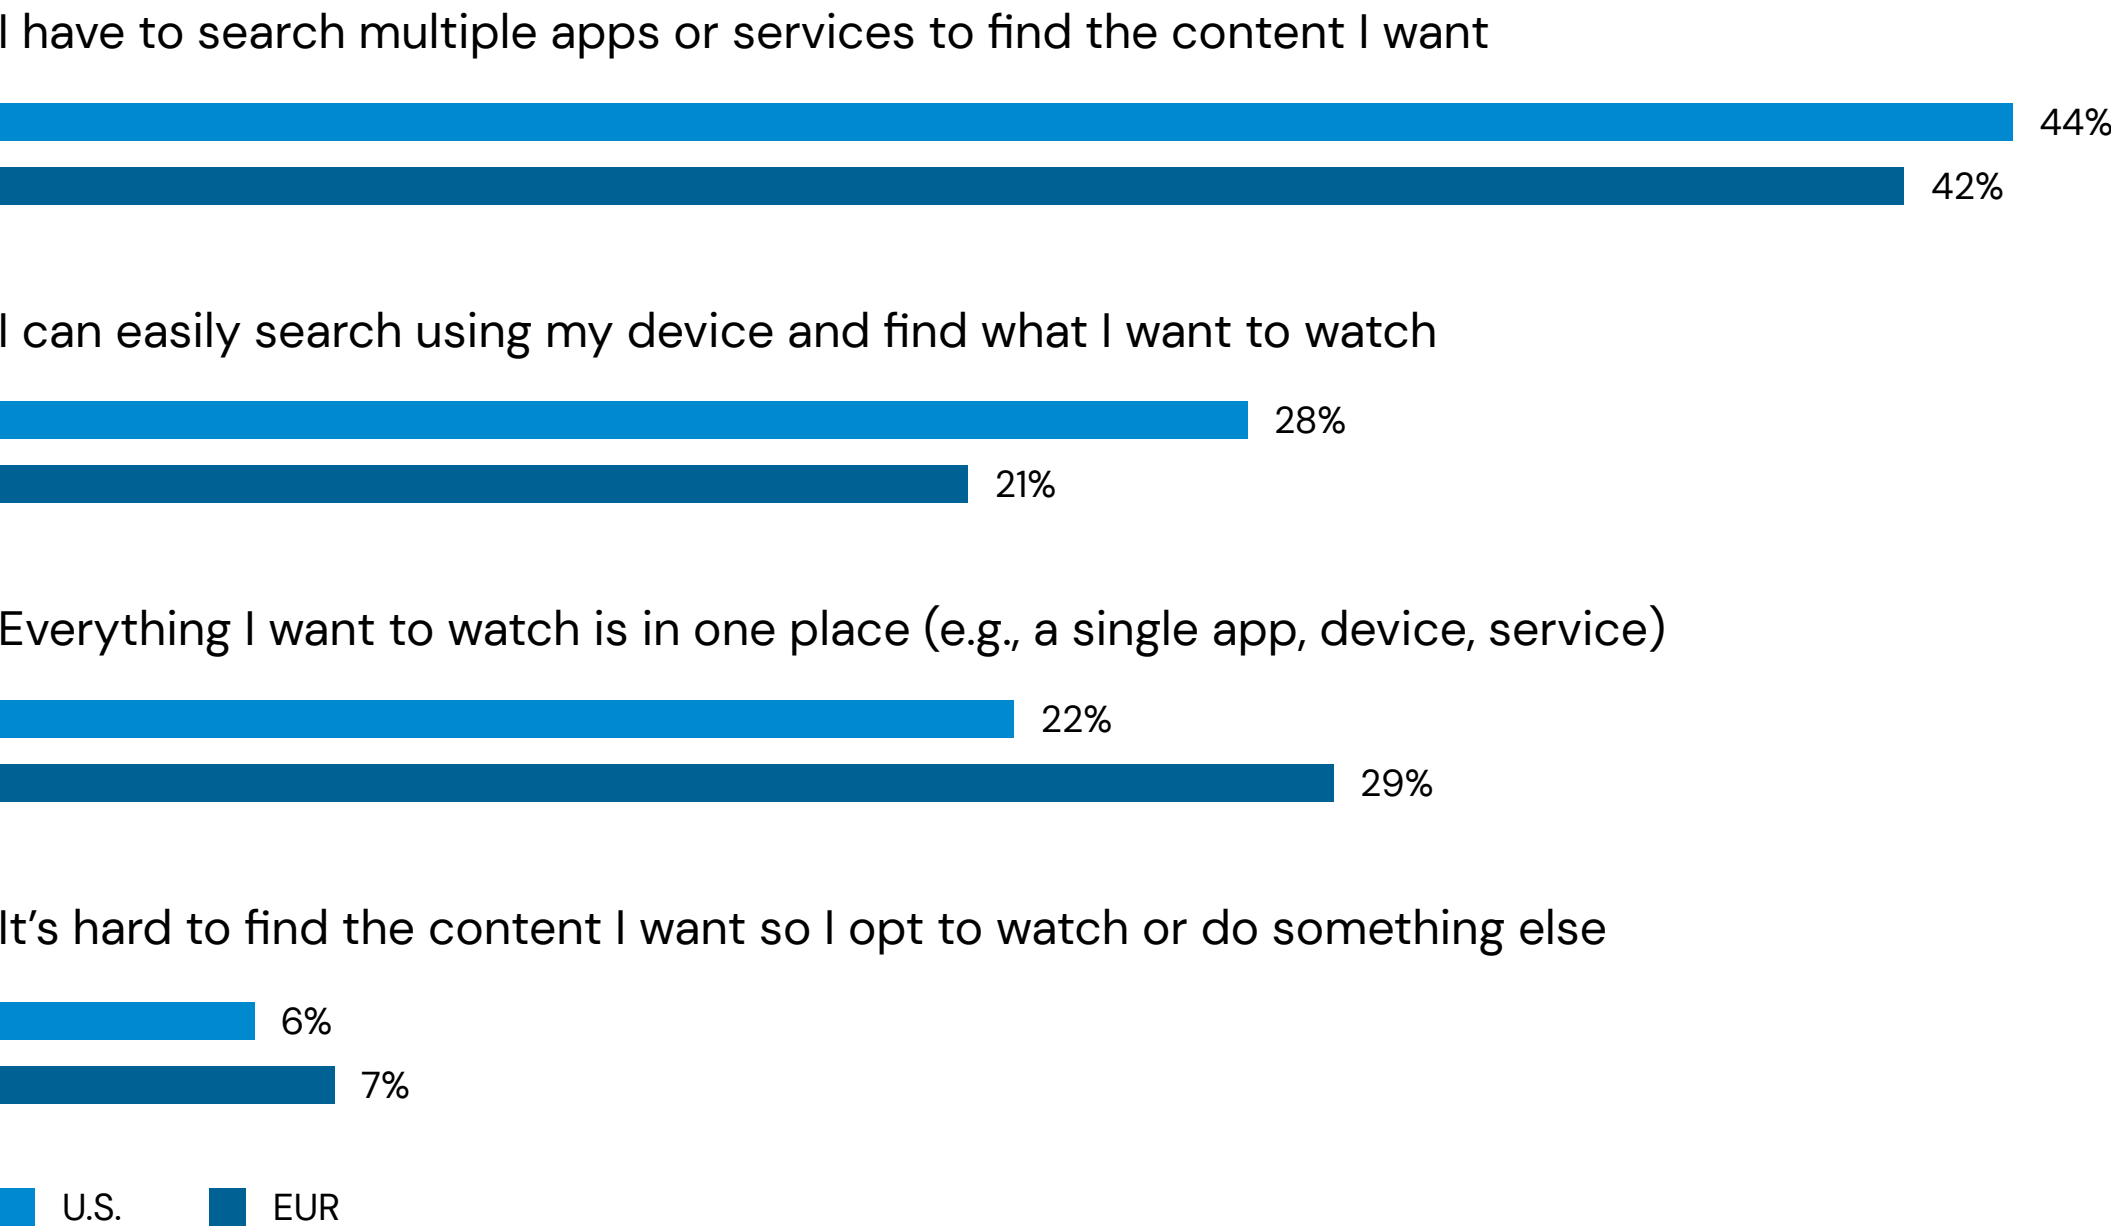 I have to search multiple apps or services to find the content I want
44%
42%
I can easily search using my device and find what I want to watch
28%
21%
Everything I want to watch is in one place (e.g., a single app, device, service)
22%
29%
It’s hard to find the content I want so I opt to watch or do something else
6%
7%
U.S. EUR